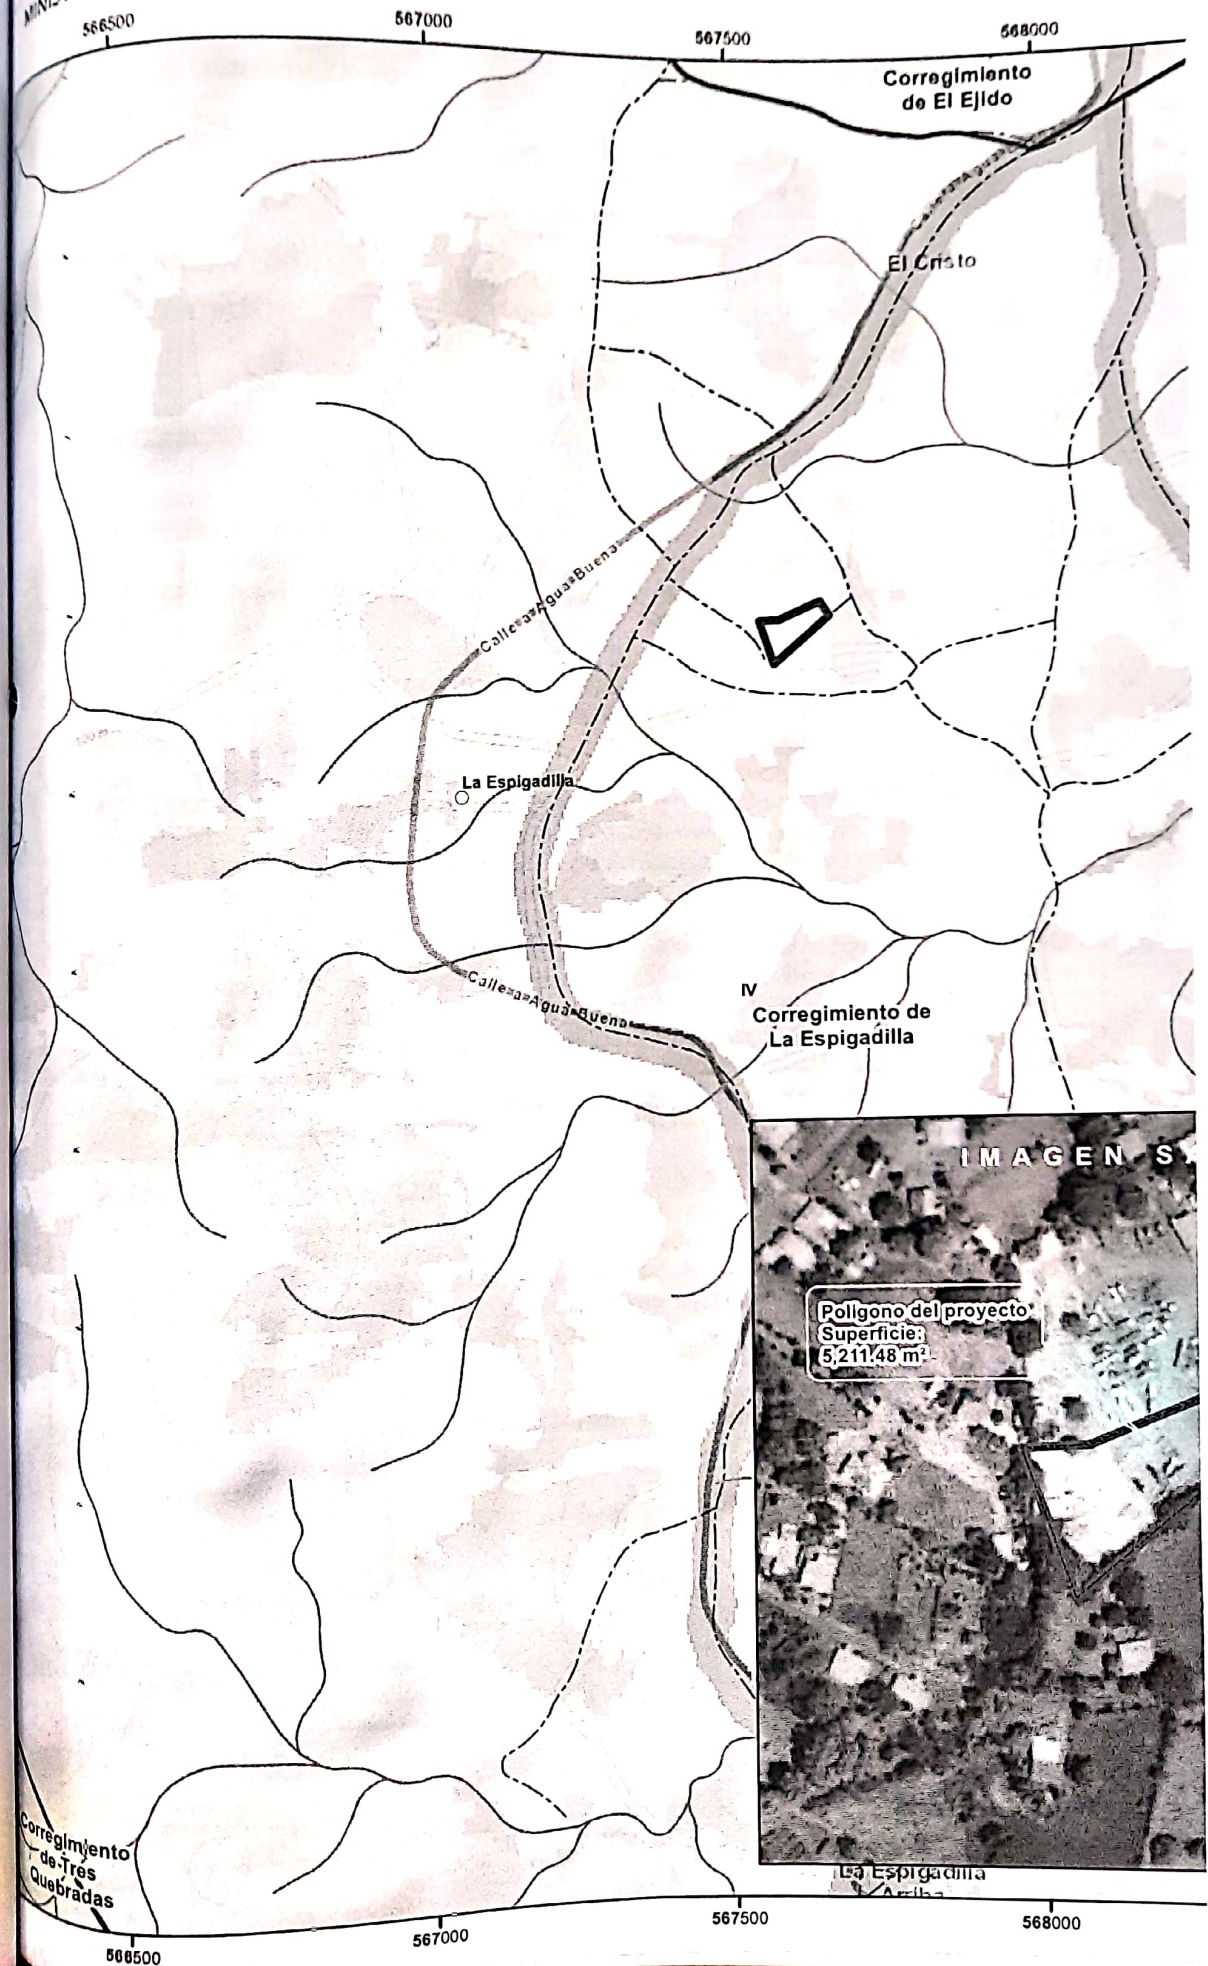 566500
567000
567500
568000
Corregimiento
de El Ejido
El Cristo
Calle a Agua Buena
La Espigadilla
Calle a Agua Buena
IV
Corregimiento de
La Espigadilla
IMAGEN
Poligono del proyecto
Superficie:
5,211.48 m²
Corregimiento
de Tres
Quebradas
La Espigadilla
Arriba
566500
567000
567500
568000